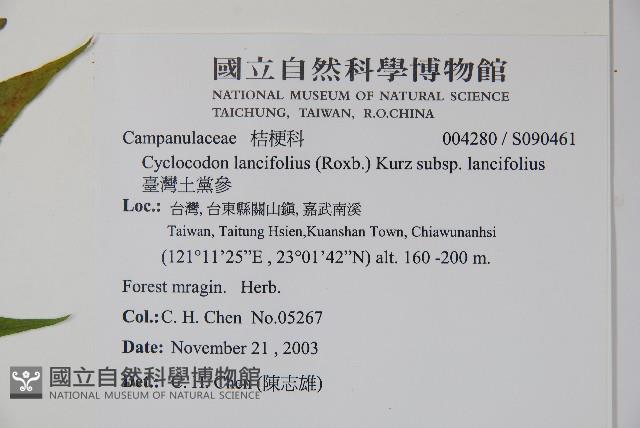 國立自然科學博物館
NATIONAL MUSEUM OF NATURAL SCIENCE
TAICHUNG, TAIWAN, R.O.CHINA
Campanulaceae 桔梗科 004280 / S090461
Cyclocodon lancifolius (Roxb.) Kurz subsp. lancifolius
臺灣土黨參
Loc.: 台灣, 台東縣關山鎮, 嘉武南溪
Taiwan, Taitung Hsien,Kuanshan Town, Chiawunanhsi
(121°11'25”E , 23°01'42”N) alt. 160 -200 m.
Forest mragin. Herb.
Col.: C. H. Chen No.05267
Date: November 21 , 2003
Det.: C. H. Chen (陳志雄)
國立自然科學博物館
NATIONAL MUSEUM OF NATURAL SCIENCE